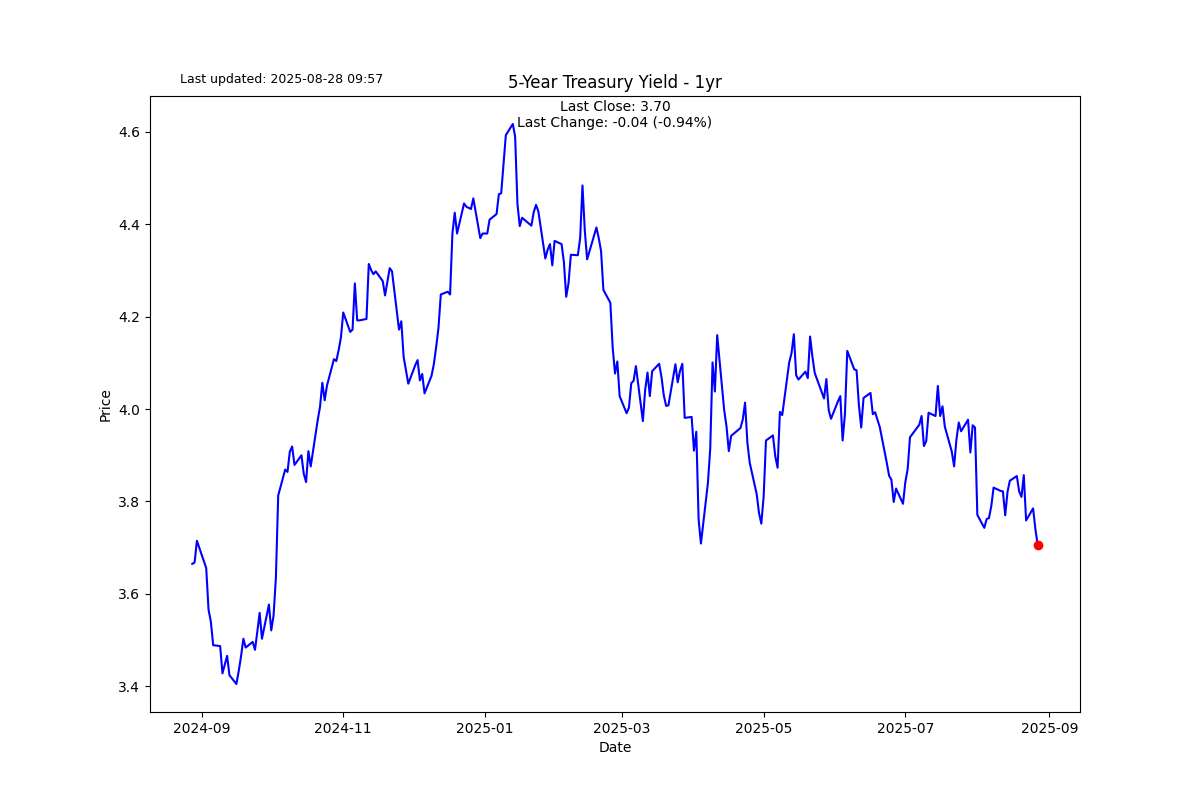 Last updated: 2025-08-28 09:57
5-Year Treasury Yield - 1yr
Last Close: 3.70
Last Change: -0.04 (-0.94%)
4.6
4.4
4.2
4.0
3.8
3.6
3.4
Price
2024-09
2024-11
2025-01
2025-03
2025-05
2025-07
2025-09
Date